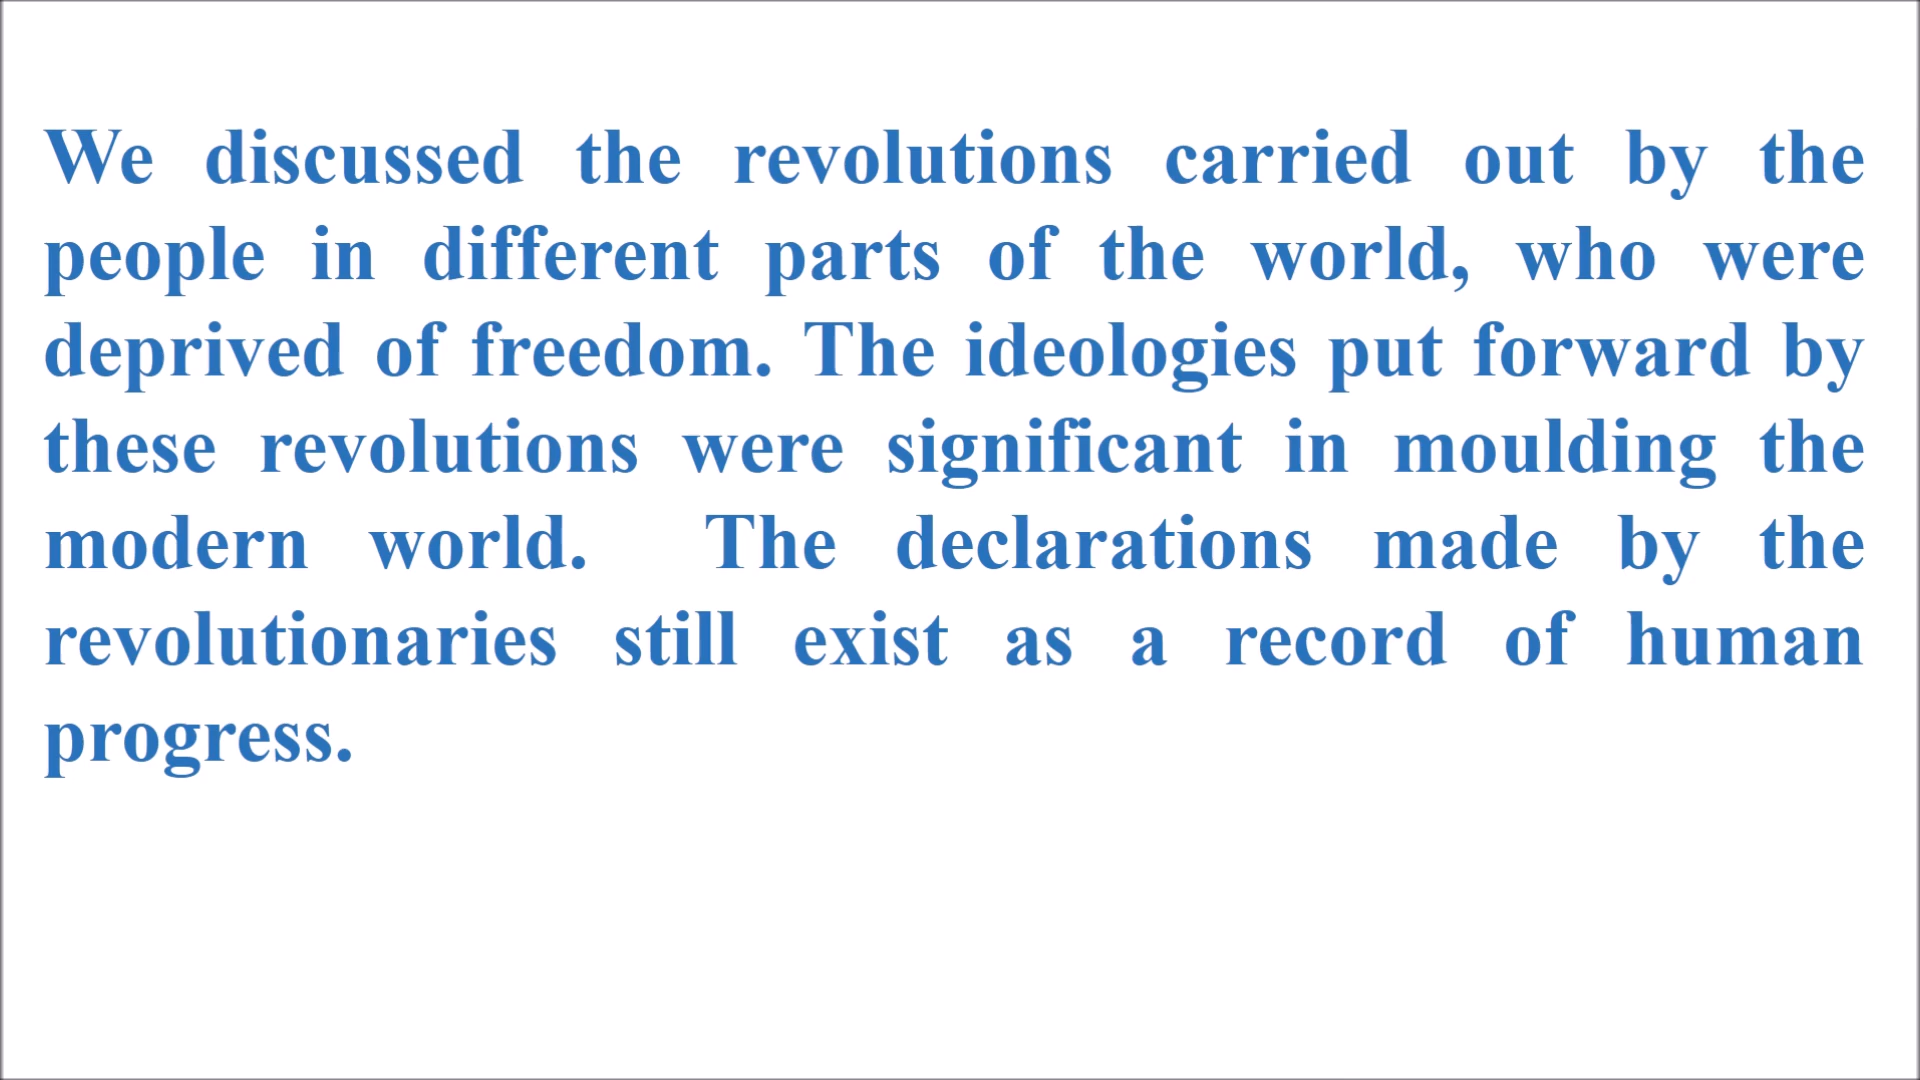 We discussed the revolutions carried out by the
people in different parts of the world, who were
deprived of freedom. The ideologies put forward by
these revolutions were significant in moulding the
modern world. The declarations made by the
revolutionaries still exist as a record of human
progress.